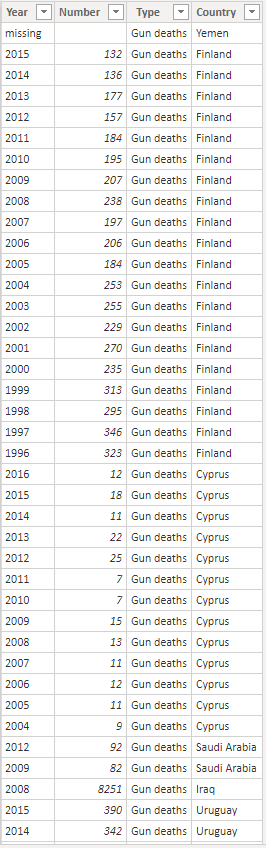 Year Number Type Country
missing Gun deaths Yemen
2015 132 Gun deaths Finland
2014 136 Gun deaths Finland
2013 177 Gun deaths Finland
2012 157 Gun deaths Finland
2011 184 Gun deaths Finland
2010 195 Gun deaths Finland
2009 207 Gun deaths Finland
2008 238 Gun deaths Finland
2007 197 Gun deaths Finland
2006 206 Gun deaths Finland
2005 184 Gun deaths Finland
2004 253 Gun deaths Finland
2003 255 Gun deaths Finland
2002 229 Gun deaths Finland
2001 270 Gun deaths Finland
2000 235 Gun deaths Finland
1999 313 Gun deaths Finland
1998 295 Gun deaths Finland
1997 346 Gun deaths Finland
1996 323 Gun deaths Finland
2016 12 Gun deaths Cyprus
2015 18 Gun deaths Cyprus
2014 11 Gun deaths Cyprus
2013 22 Gun deaths Cyprus
2012 25 Gun deaths Cyprus
2011 7 Gun deaths Cyprus
2010 7 Gun deaths Cyprus
2009 15 Gun deaths Cyprus
2008 13 Gun deaths Cyprus
2007 11 Gun deaths Cyprus
2006 12 Gun deaths Cyprus
2005 11 Gun deaths Cyprus
2004 9 Gun deaths Cyprus
2012 92 Gun deaths Saudi Arabia
2009 82 Gun deaths Saudi Arabia
2008 8251 Gun deaths Iraq
2015 390 Gun deaths Uruguay
2014 342 Gun deaths Uruguay